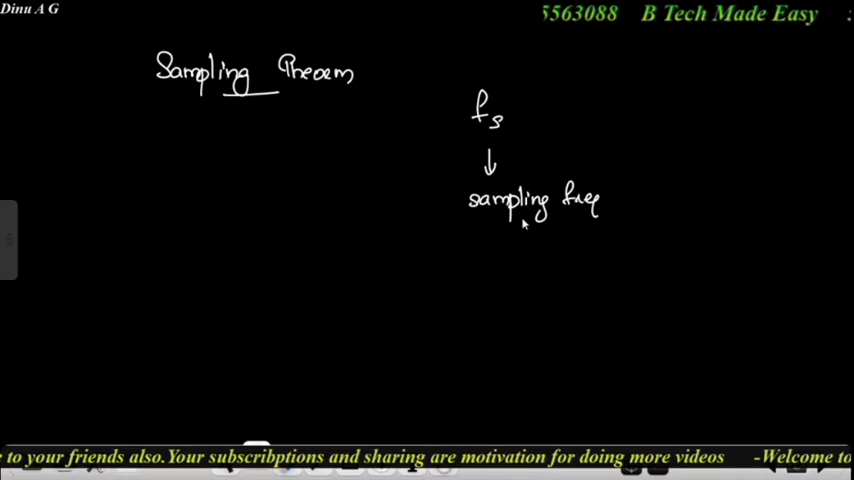 Dinu A G
5563088 B Tech Made Easy :
Sampling Theorem
fs
↓
sampling freq
e to your friends also.Your subscribptions and sharing are motivation for doing more videos -Welcome to